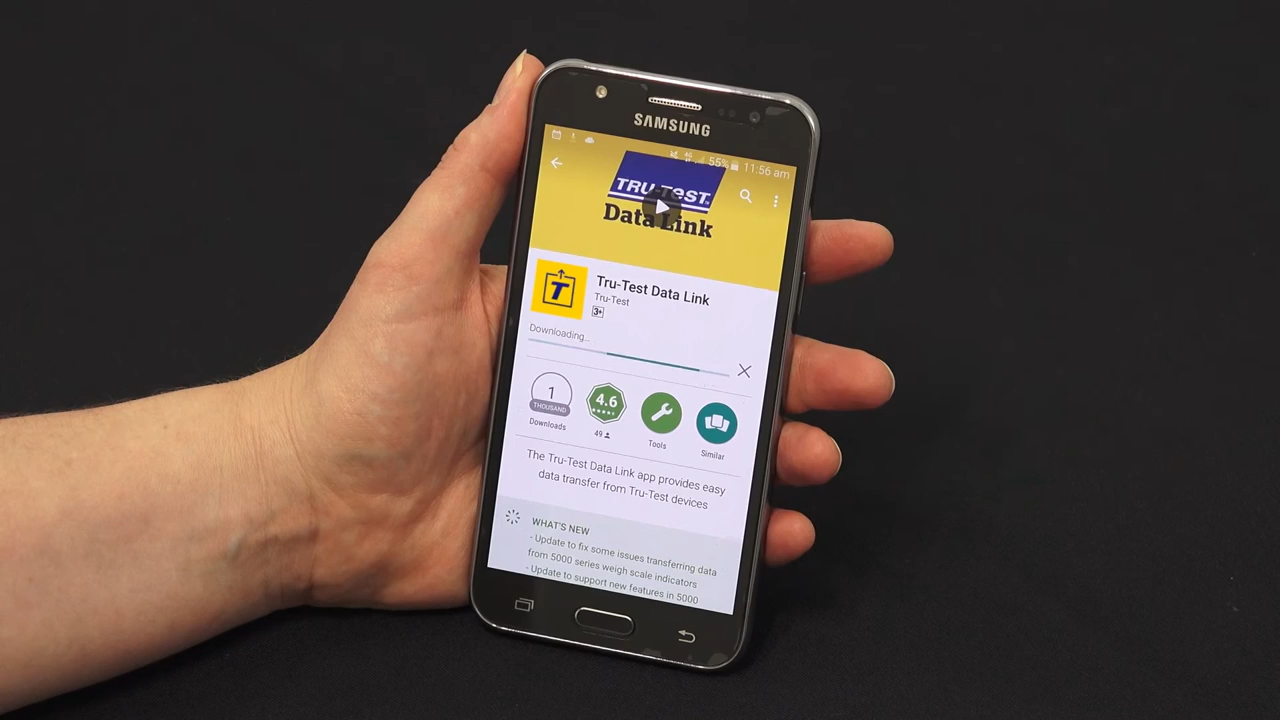 SAMSUNG
55% 11:56 am
TRU-TEST
Data Link
T
Tru-Test Data Link
Tru-Test
3+
Downloading...
1
THOUSAND
Downloads
4.6
49
Tools
Similar
The Tru-Test Data Link app provides easy
data transfer from Tru-Test devices
WHAT'S NEW
- Update to fix some issues transferring data
from 5000 series weigh scale indicators
- Update to support new features in 5000